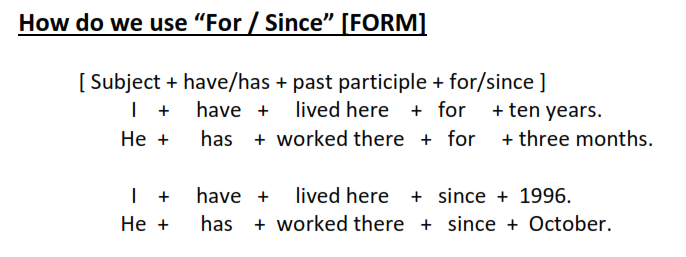 How do we use “For / Since” [FORM]
[ Subject + have/has + past participle + for/since ]
I + have + lived here + for + ten years.
He + has + worked there + for + three months.
I + have + lived here + since + 1996.
He + has + worked there + since + October.